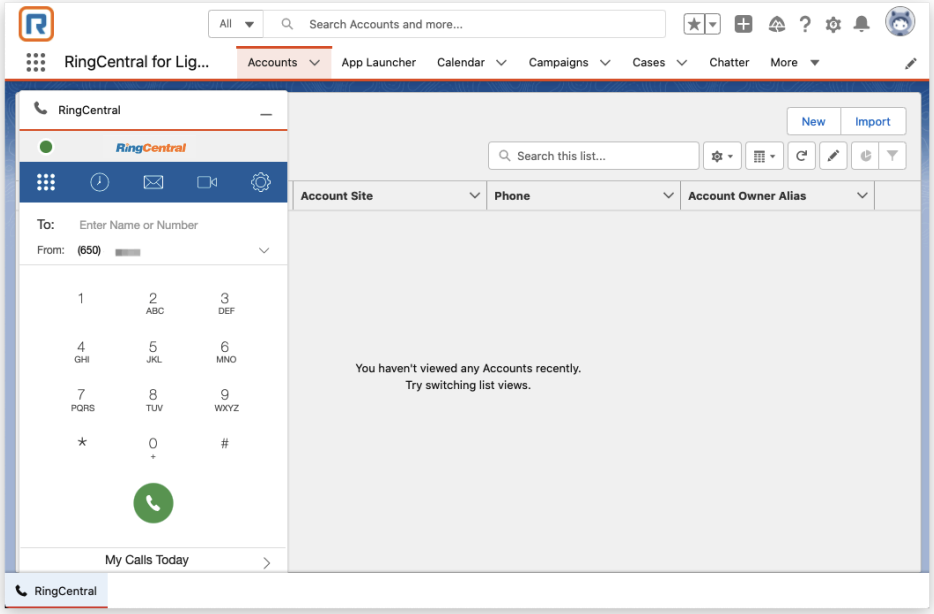 All
Search Accounts and more...
RingCentral for Lig...
Accounts
App Launcher
Calendar
Campaigns
Cases
Chatter
More
RingCentral
New
Import
RingCentral
Search this list...
Account Site
Phone
Account Owner Alias
To: Enter Name or Number
From: (650)
1
2
ABC
3
DEF
4
GHI
5
JKL
6
MNO
7
PQRS
8
TUV
9
WXYZ
*
0
+
#
You haven't viewed any Accounts recently.
Try switching list views.
My Calls Today
RingCentral